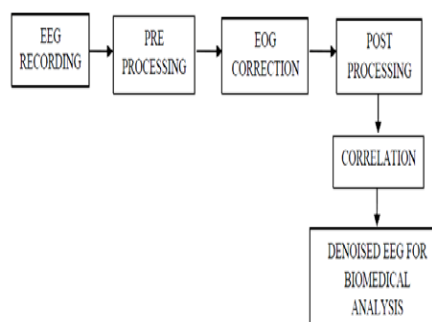 EEG
RECORDING
PRE
PROCESSING
EOG
CORRECTION
POST
PROCESSING
CORRELATION
DENOISED EEG FOR
BIOMEDICAL
ANALYSIS